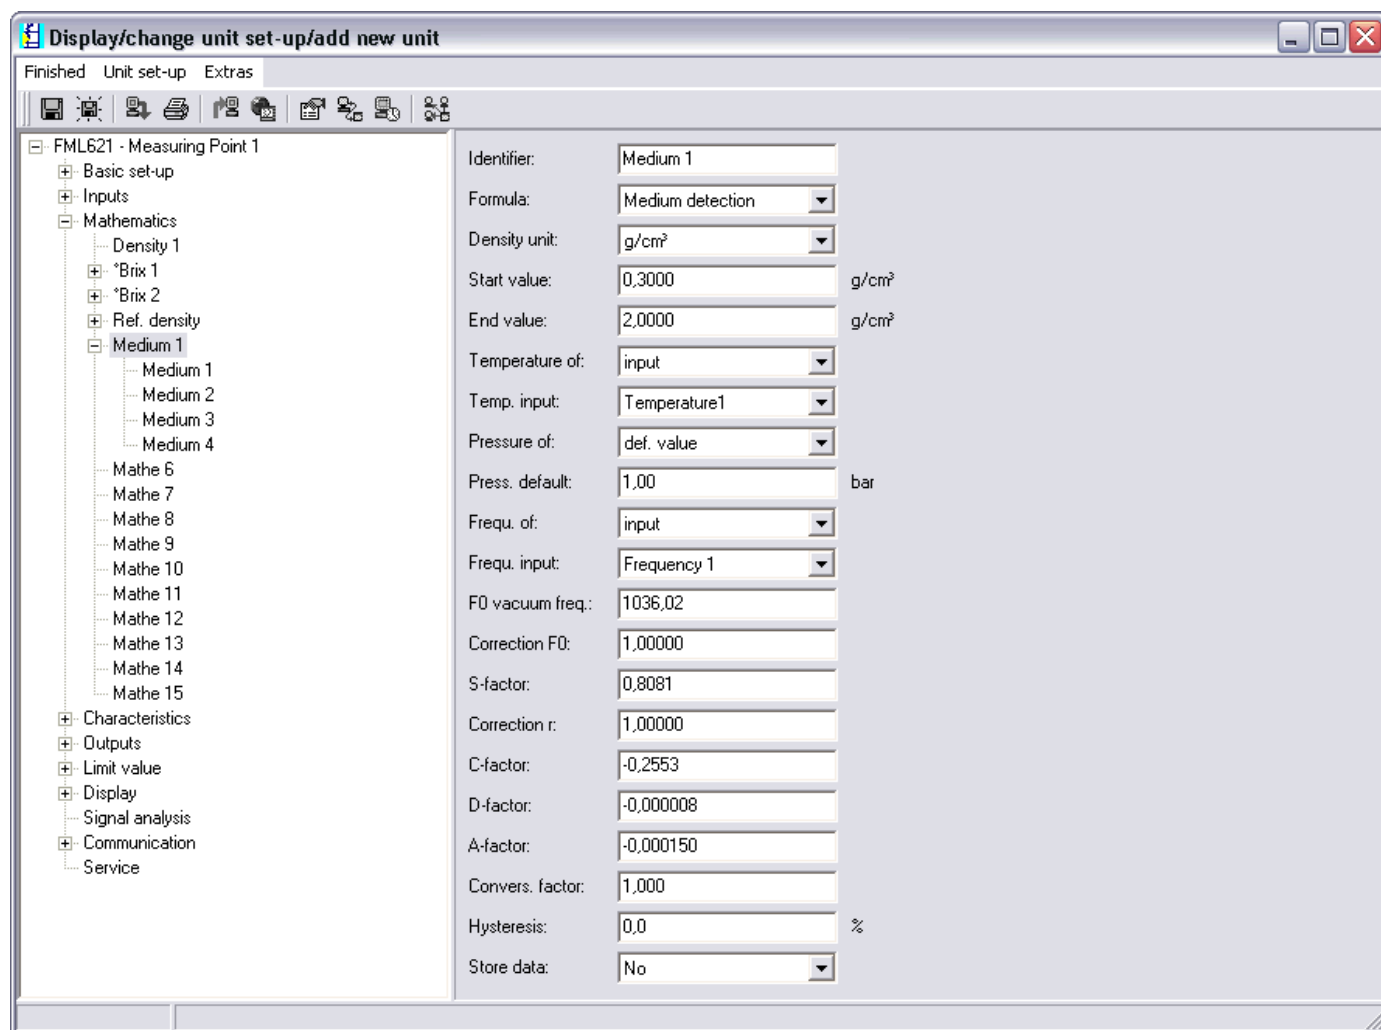 Display/change unit set-up/add new unit
Finished Unit set-up Extras
FML621 - Measuring Point 1
Basic set-up
Inputs
Mathematics
Density 1
°Brix 1
°Brix 2
Ref. density
Medium 1
Medium 1
Medium 2
Medium 3
Medium 4
Mathe 6
Mathe 7
Mathe 8
Mathe 9
Mathe 10
Mathe 11
Mathe 12
Mathe 13
Mathe 14
Mathe 15
Characteristics
Outputs
Limit value
Display
Signal analysis
Communication
Service
Identifier: Medium 1
Formula: Medium detection
Density unit: g/cm³
Start value: 0,3000 g/cm³
End value: 2,0000 g/cm³
Temperature of: input
Temp. input: Temperature1
Pressure of: def. value
Press. default: 1,00 bar
Frequ. of: input
Frequ. input: Frequency 1
F0 vacuum freq.: 1036,02
Correction F0: 1,00000
S-factor: 0,8081
Correction r: 1,00000
C-factor: -0,2553
D-factor: -0,000008
A-factor: -0,000150
Convers. factor: 1,000
Hysteresis: 0,0 %
Store data: No